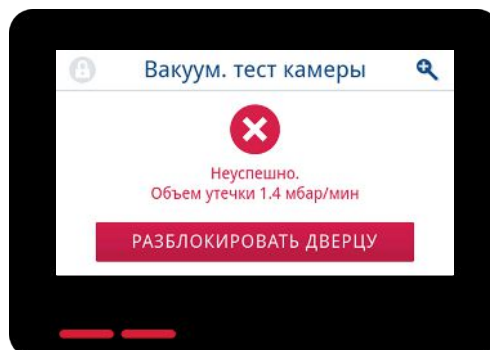 Вакуум. тест камеры
Неуспешно.
Объем утечки 1.4 мбар/мин
РАЗБЛОКИРОВАТЬ ДВЕРЦУ